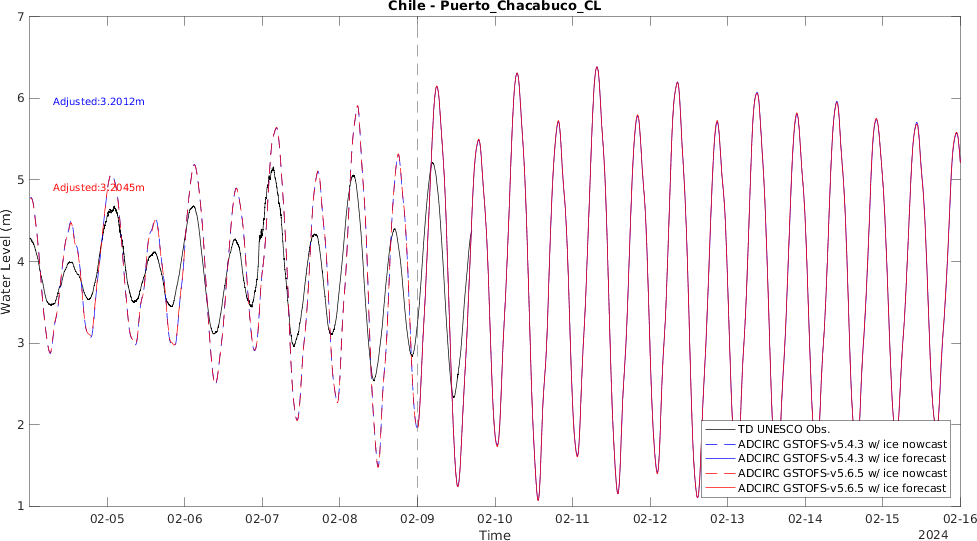 Chile - Puerto_Chacabuco_CL
7
6
5
4
3
2
1
Water Level (m)
Adjusted:3.2012m
Adjusted:3.2045m
TD UNESCO Obs.
ADCIRC GSTOFS-v5.4.3 w/ ice nowcast
ADCIRC GSTOFS-v5.4.3 w/ ice forecast
ADCIRC GSTOFS-v5.6.5 w/ ice nowcast
ADCIRC GSTOFS-v5.6.5 w/ ice forecast
02-05 02-06 02-07 02-08 02-09 02-10 02-11 02-12 02-13 02-14 02-15 02-16
Time
2024